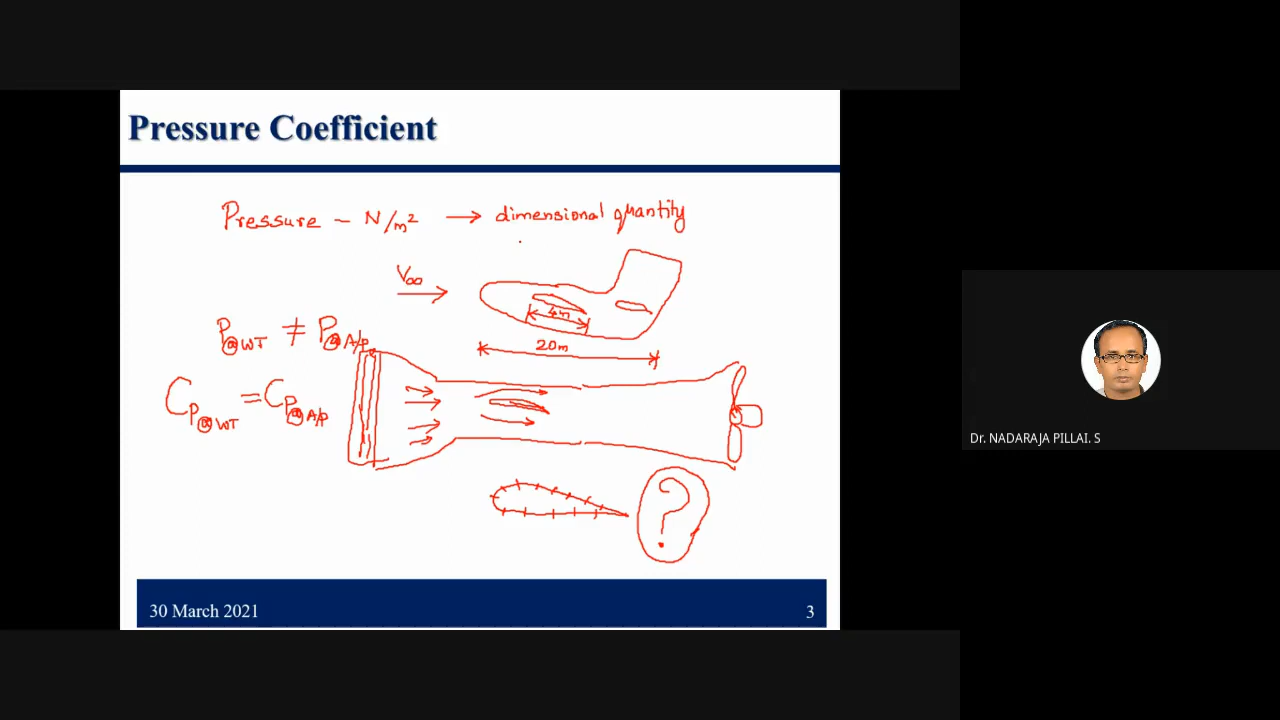 Pressure Coefficient
Pressure – N/m² → dimensional quantity
V∞
4m
20m
P@WT ≠ P@A/P
CP@WT = CP@A/P
?
30 March 2021
3
Dr. NADARAJA PILLAI. S